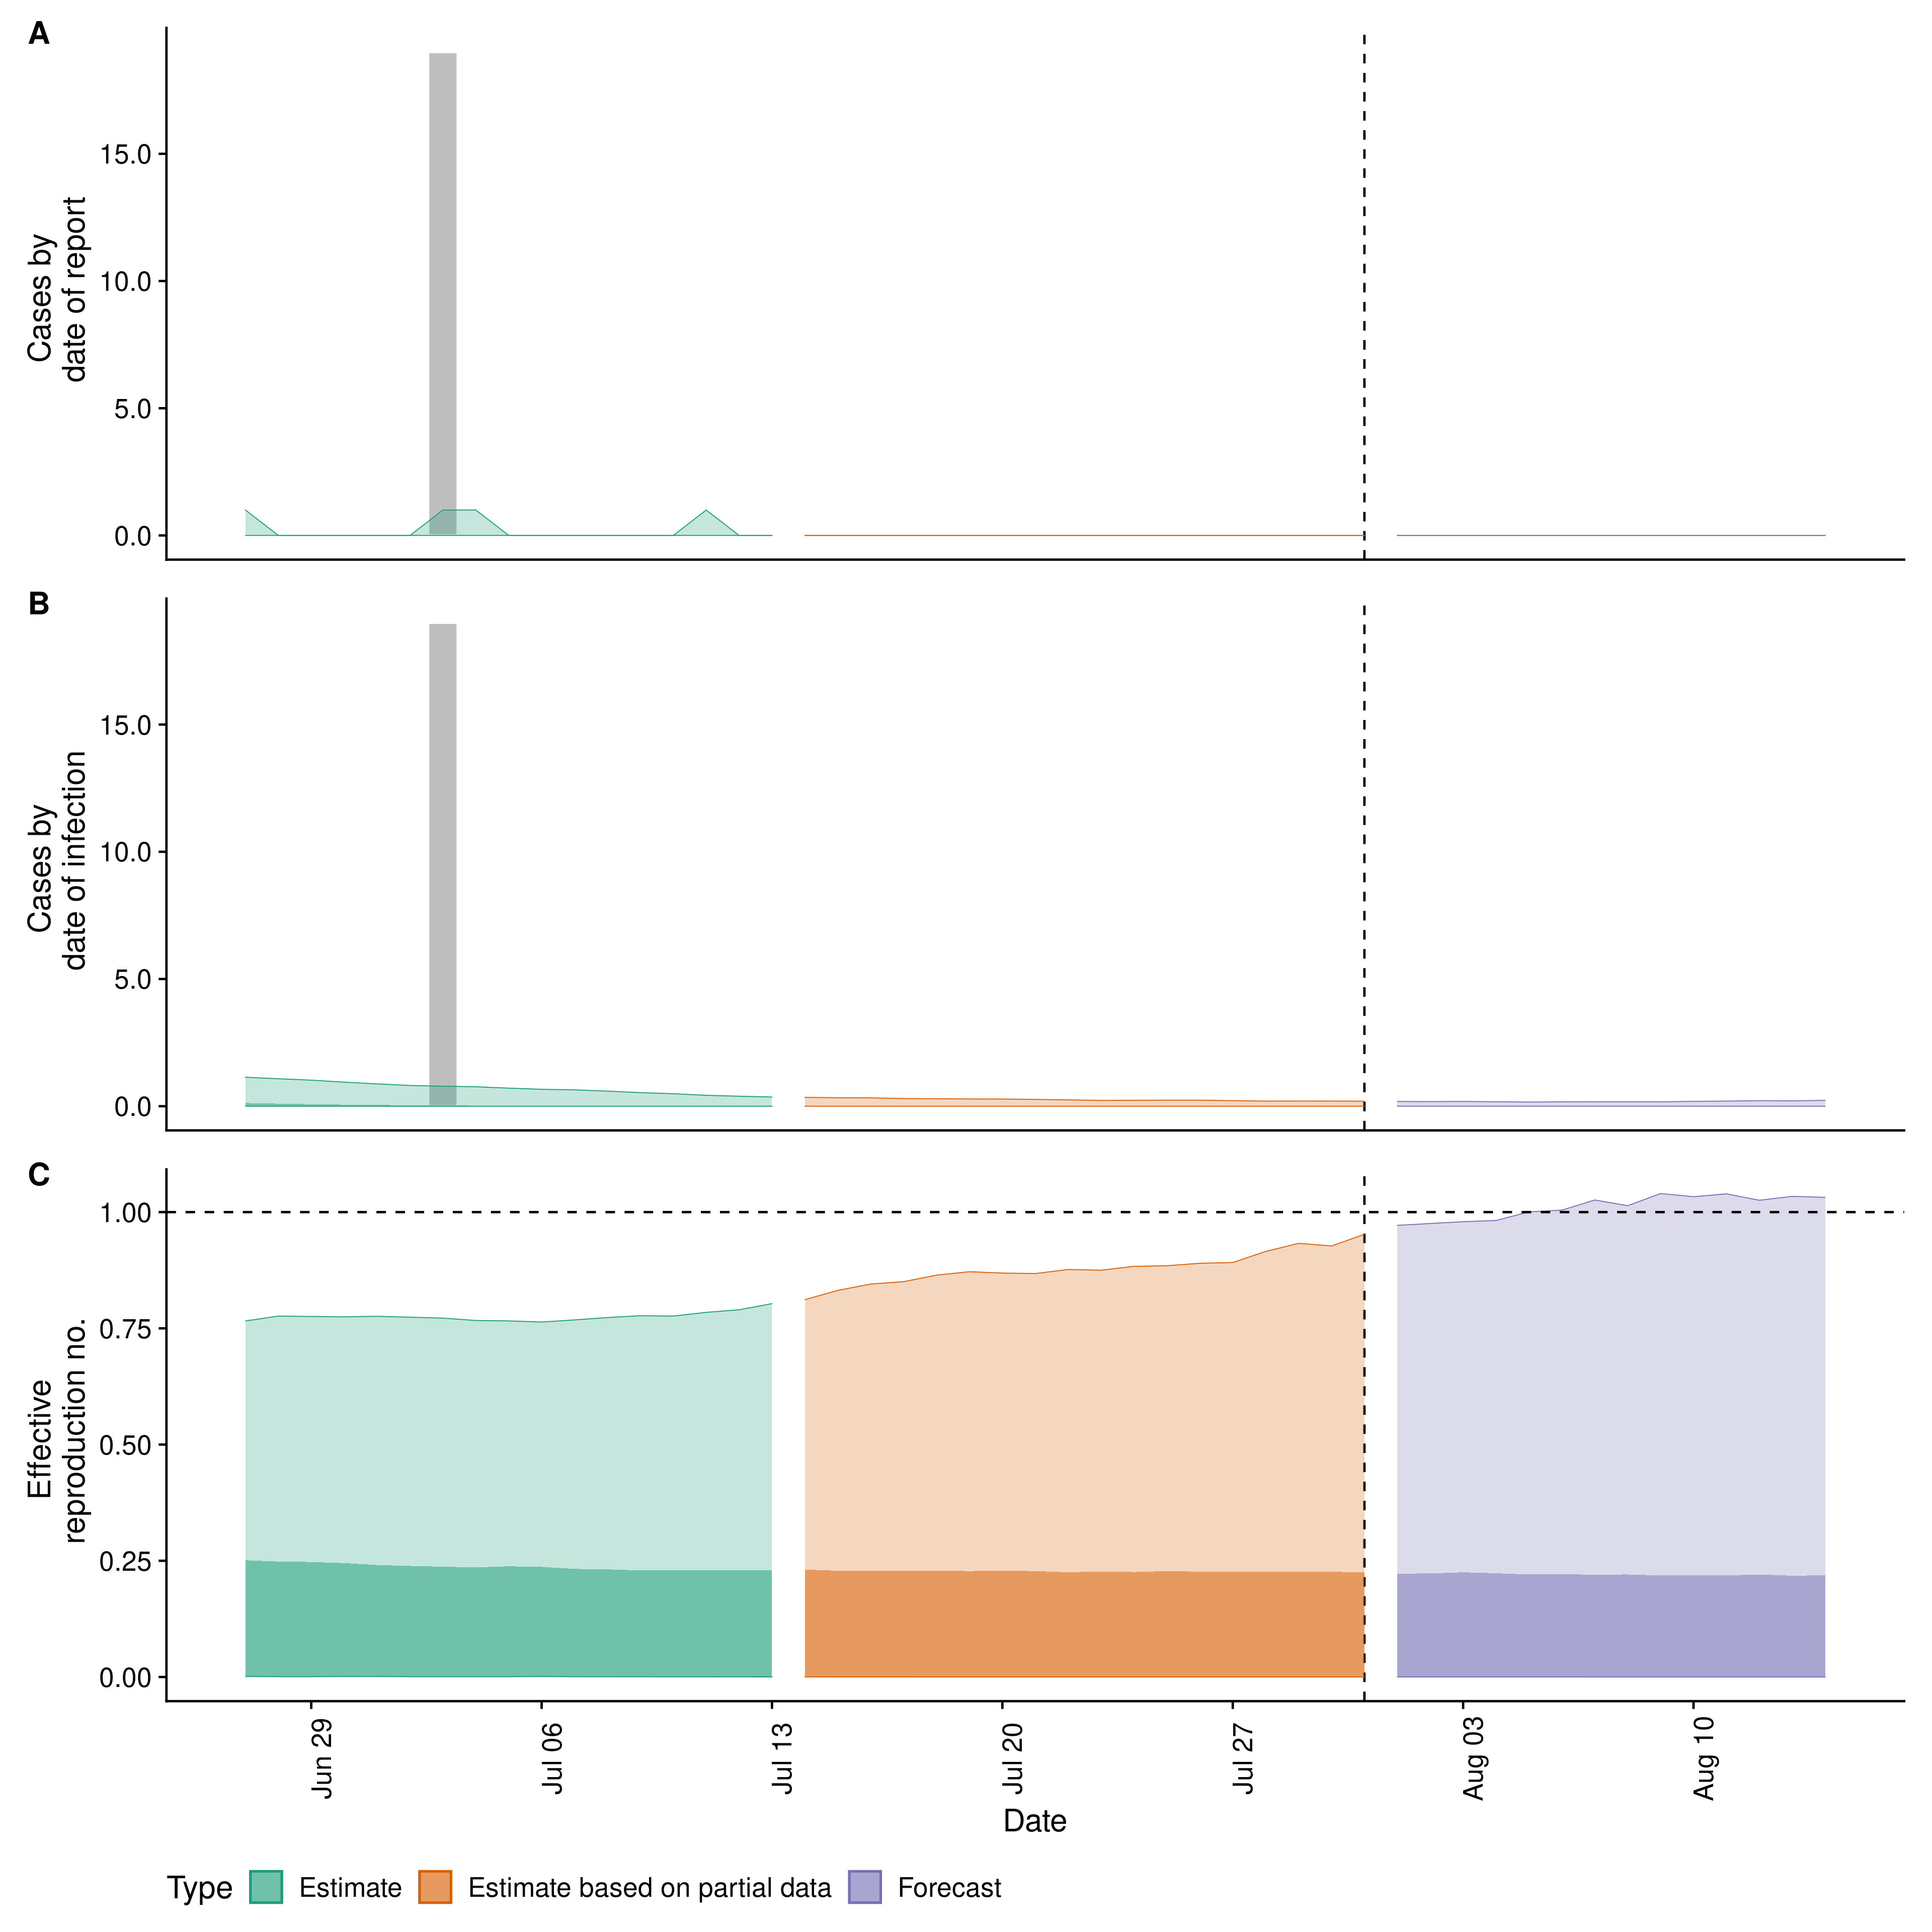 A
Cases by
date of report
15.0
10.0
5.0
0.0
B
Cases by
date of infection
15.0
10.0
5.0
0.0
C
Effective
reproduction no.
1.00
0.75
0.50
0.25
0.00
Jun 29
Jul 06
Jul 13
Jul 20
Jul 27
Aug 03
Aug 10
Date
Type
Estimate
Estimate based on partial data
Forecast